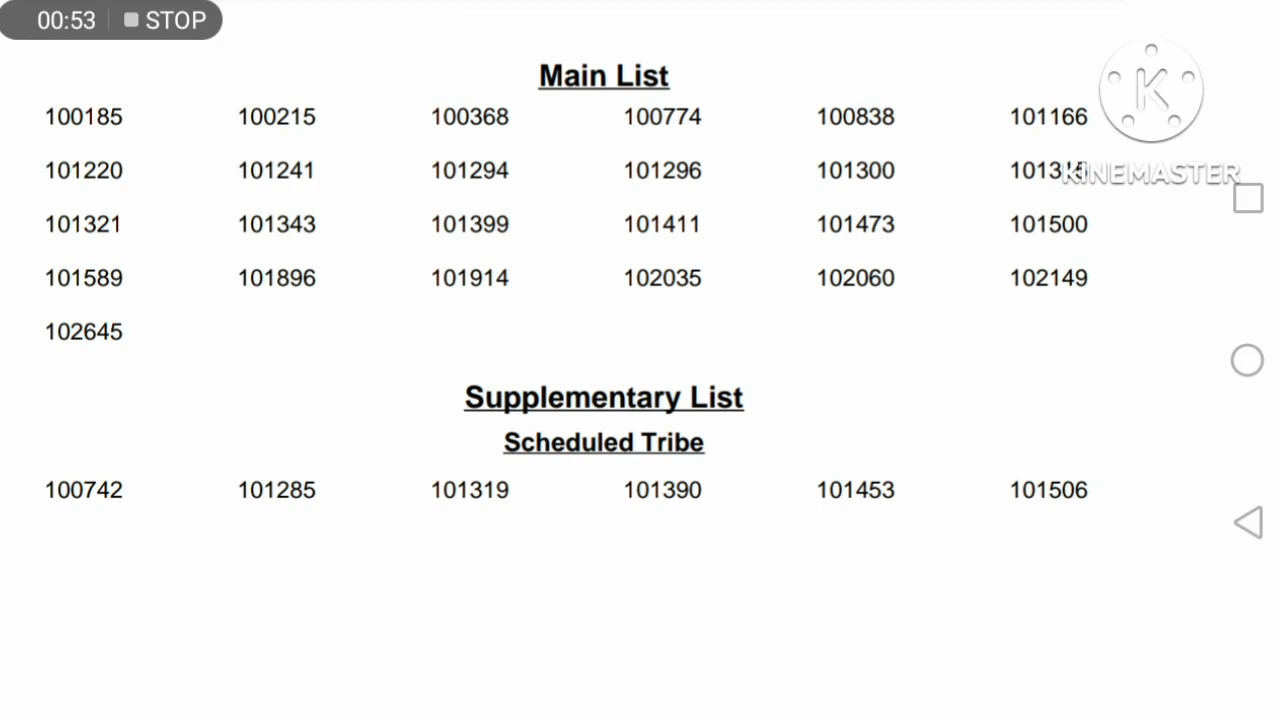 00:53 STOP
Main List
100185 100215 100368 100774 100838 101166
K
101220 101241 101294 101296 101300
KINEMASTER
101321 101343 101399 101411 101473 101500
101589 101896 101914 102035 102060 102149
102645
Supplementary List
Scheduled Tribe
100742 101285 101319 101390 101453 101506